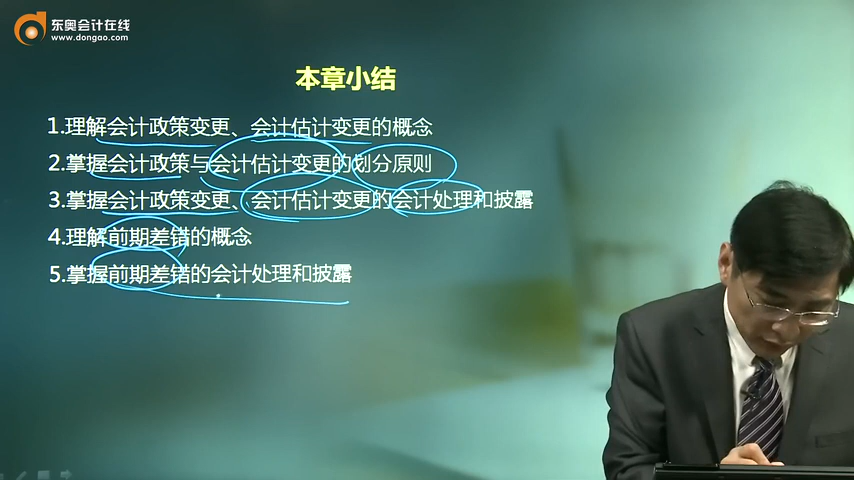 东奥会计在线
www.dongao.com
本章小结
1.理解会计政策变更、会计估计变更的概念
2.掌握会计政策与会计估计变更的划分原则
3.掌握会计政策变更、会计估计变更的会计处理和披露
4.理解前期差错的概念
5.掌握前期差错的会计处理和披露